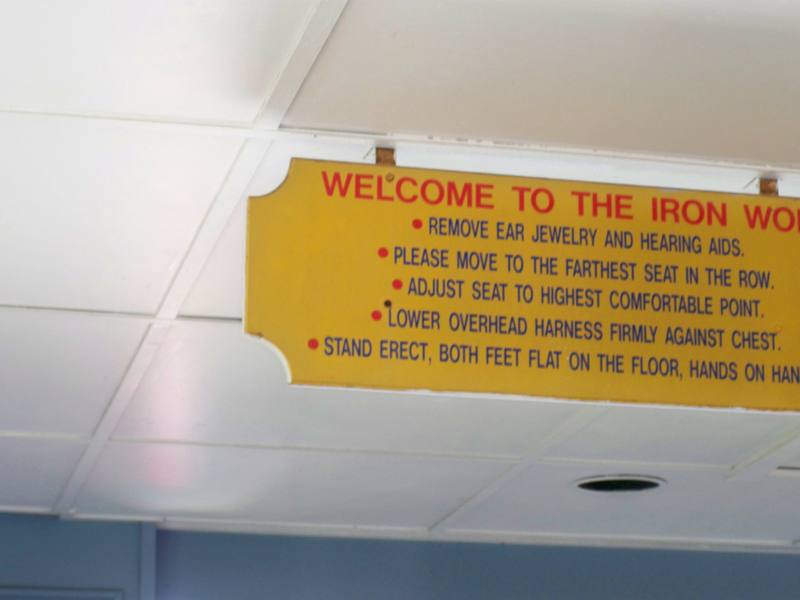 WELCOME TO THE IRON WO
• REMOVE EAR JEWELRY AND HEARING AIDS.
• PLEASE MOVE TO THE FARTHEST SEAT IN THE ROW.
• ADJUST SEAT TO HIGHEST COMFORTABLE POINT.
• LOWER OVERHEAD HARNESS FIRMLY AGAINST CHEST.
• STAND ERECT, BOTH FEET FLAT ON THE FLOOR, HANDS ON HAN